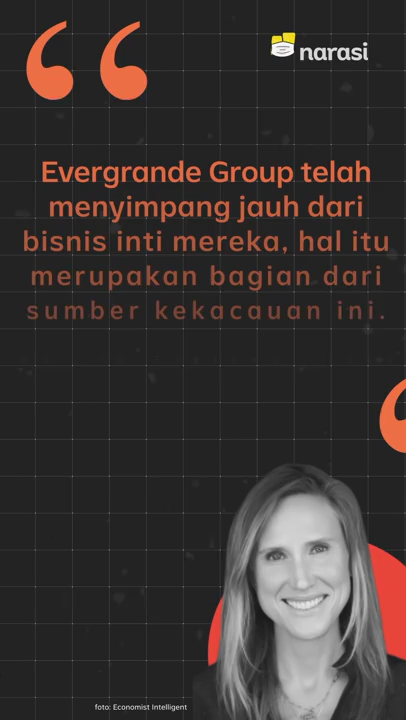 narasi
Evergrande Group telah
menyimpang jauh dari
bisnis inti mereka, hal itu
merupakan bagian dari
sumber kekacauan ini.
foto: Economist Intelligent